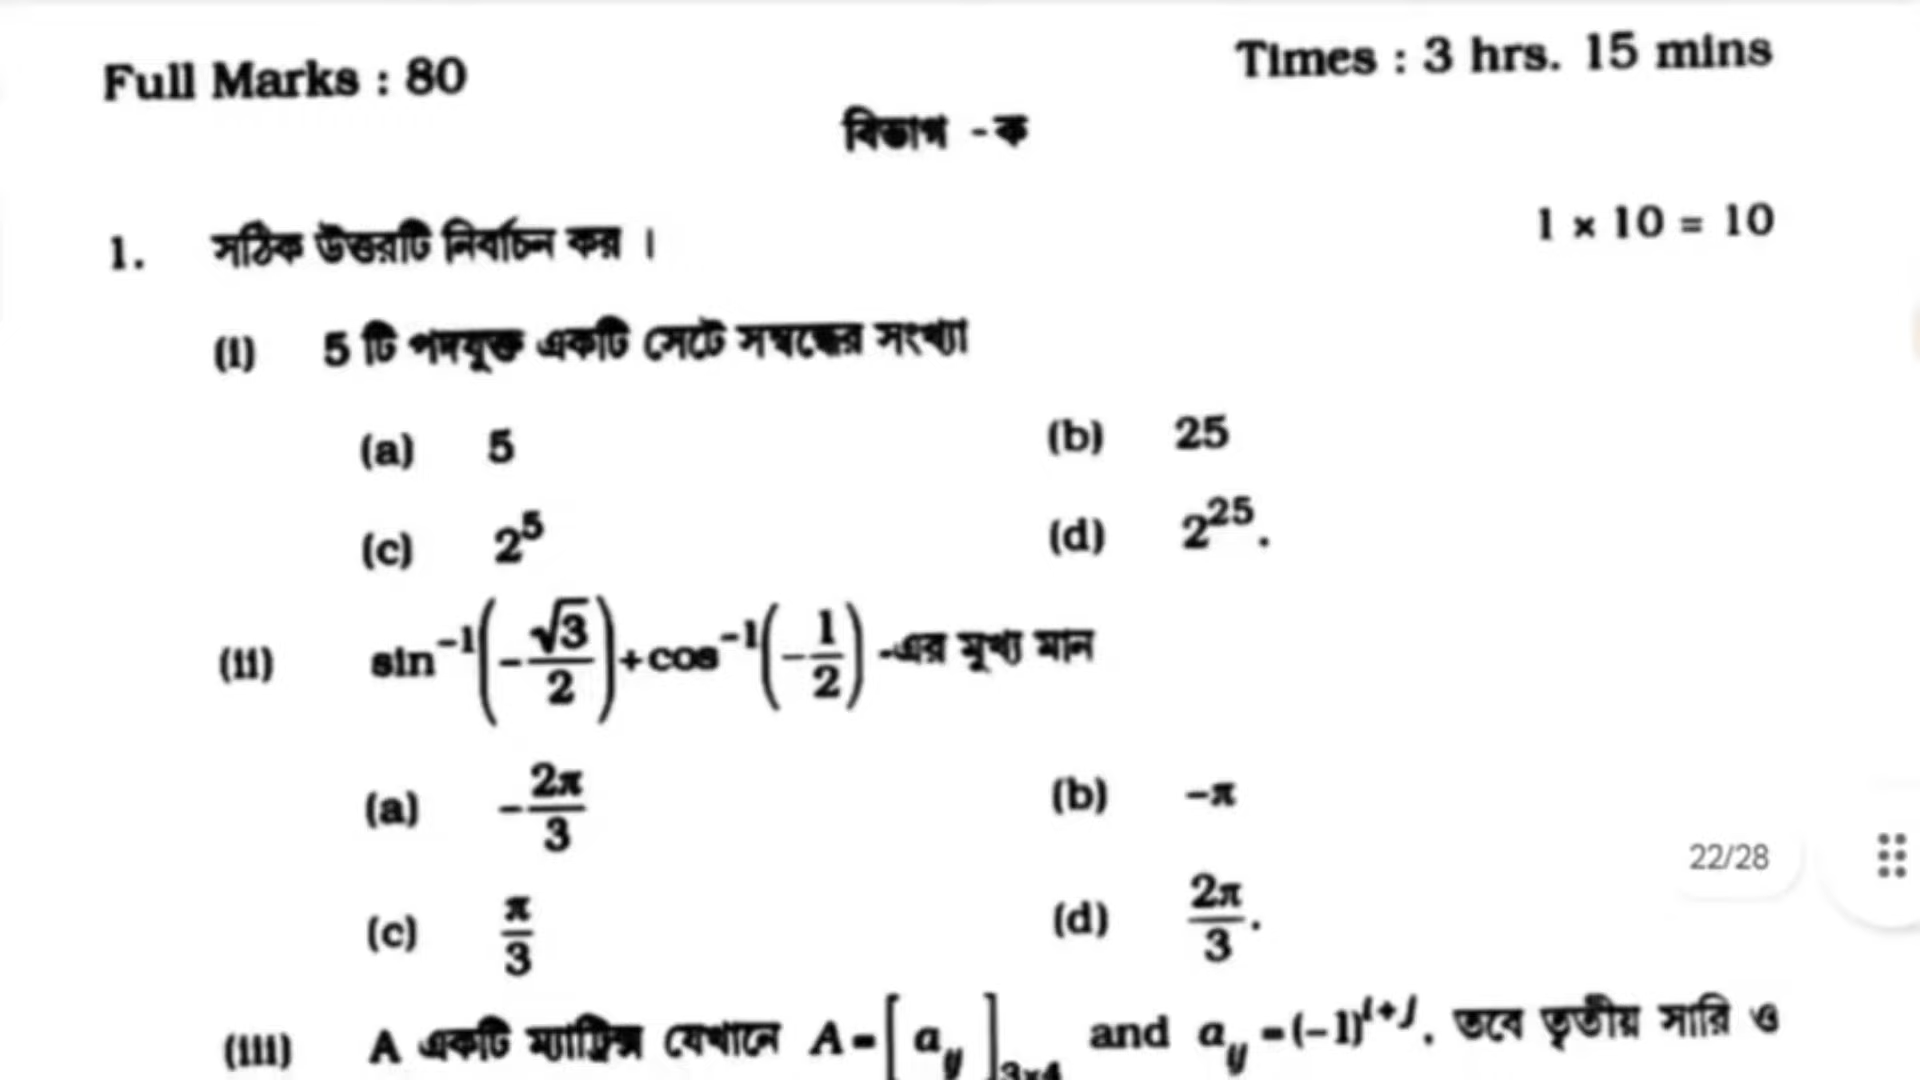 Full Marks : 80
Times : 3 hrs. 15 mins
বিভাগ - ক
1. সঠিক উত্তরটি নির্বাচন কর । 1 × 10 = 10
(i) 5 টি পদযুক্ত একটি সেটে সম্বন্ধের সংখ্যা
(a) 5 (b) 25
(c) 2^5 (d) 2^25.
(ii) sin^-1(-√3/2)+cos^-1(-1/2) -এর মুখ্য মান
(a) -2π/3 (b) -π
(c) π/3 (d) 2π/3.
22/28
(iii) A একটি ম্যাট্রিক্স যেখানে A=[a_ij]_3×4 and a_ij=(-1)^i+j, তবে তৃতীয় সারি ও